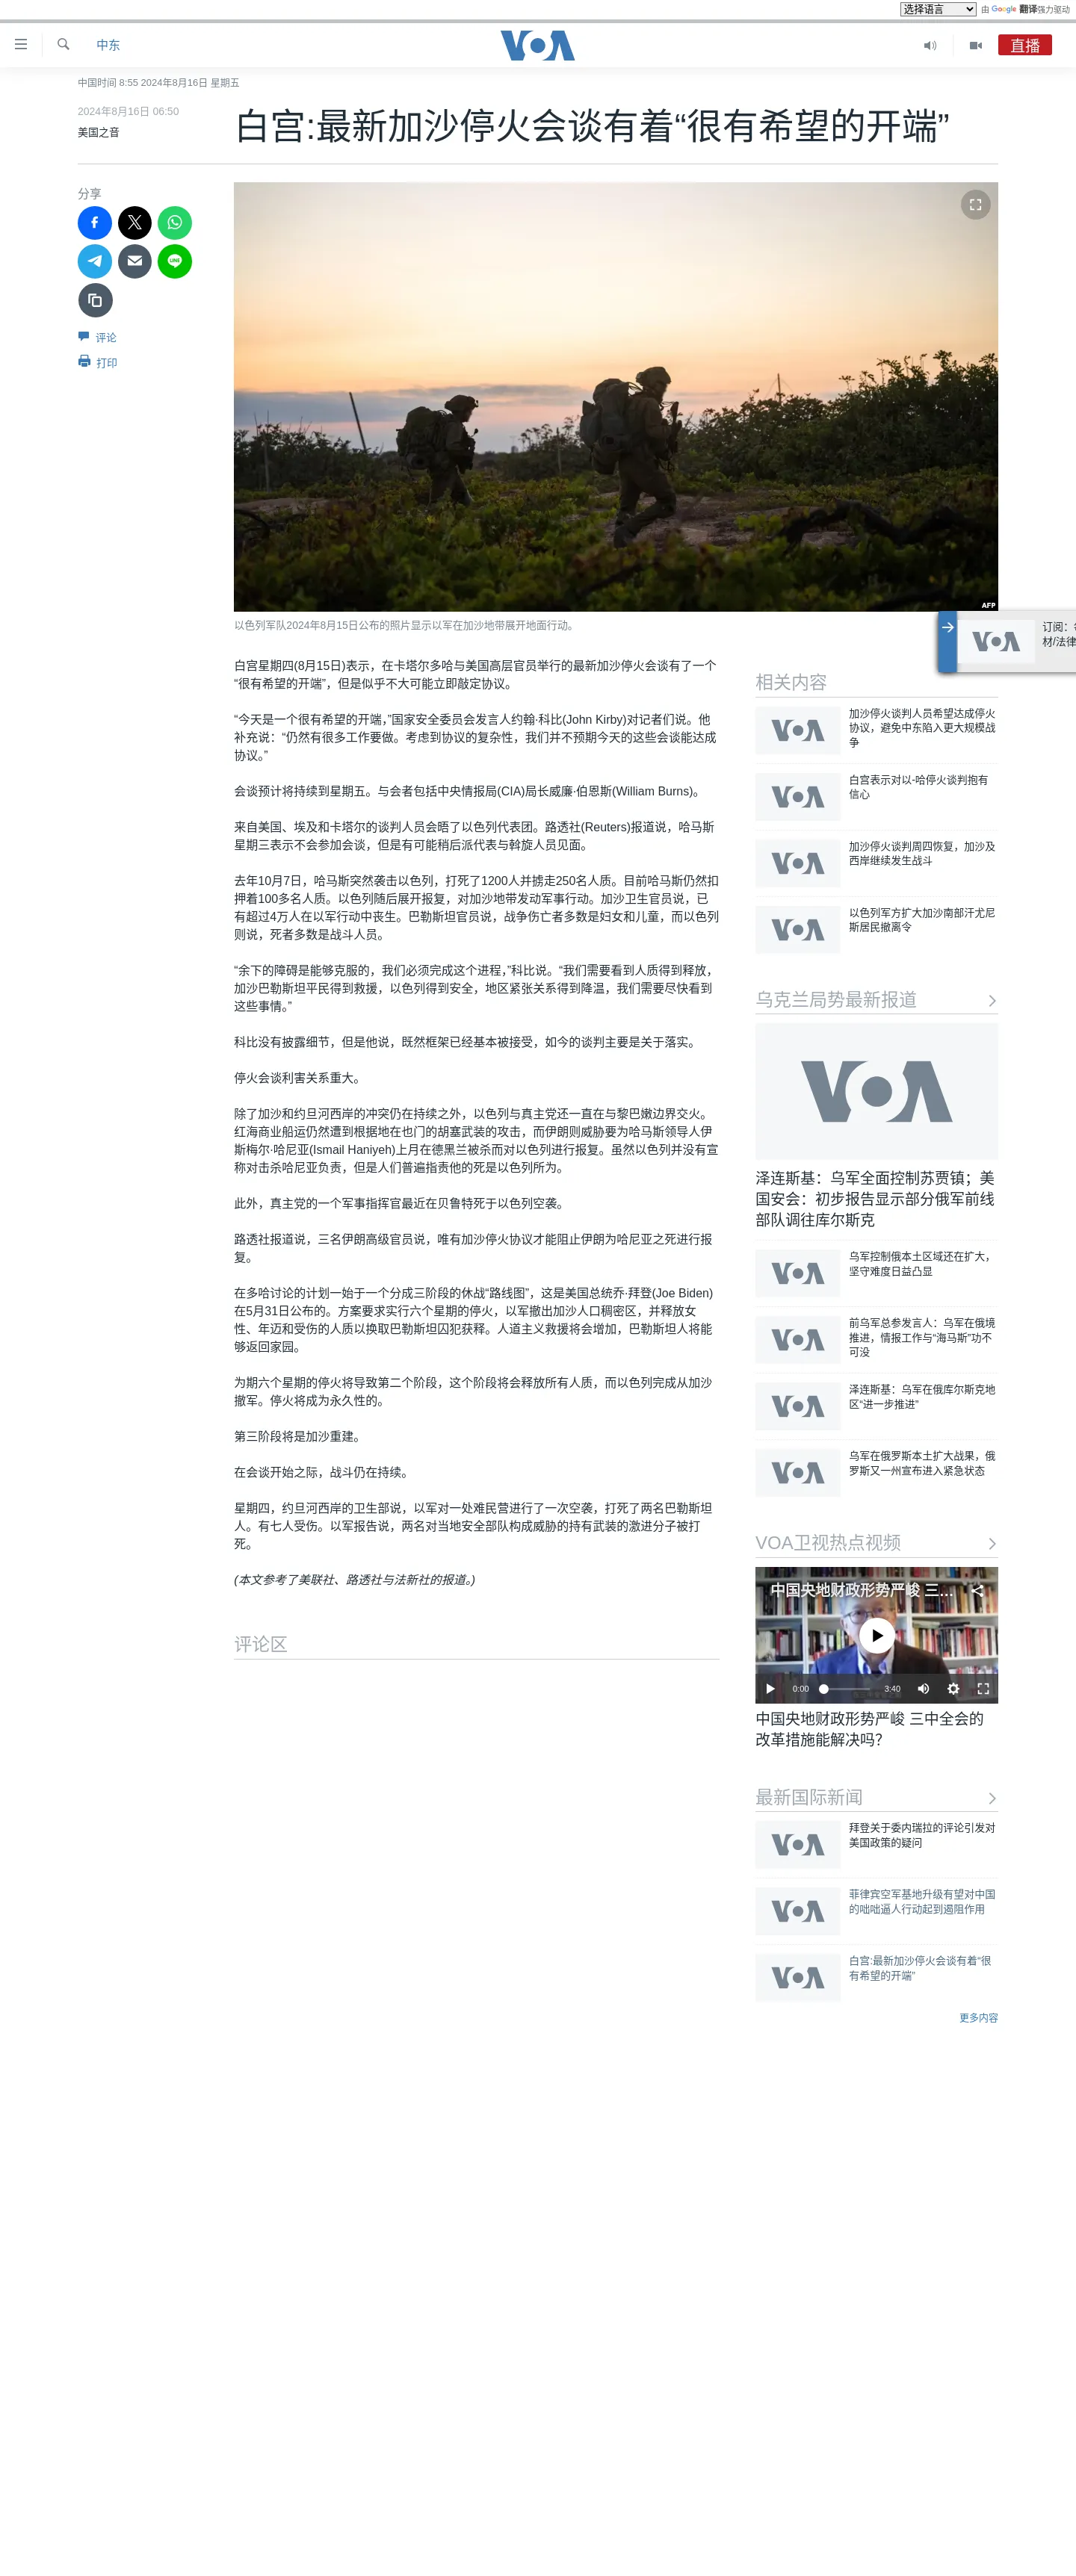 选择语言 由 Google 翻译强力驱动
中东
VOA
直播
中国时间 8:55 2024年8月16日 星期五
2024年8月16日 06:50
美国之音
白宫:最新加沙停火会谈有着“很有希望的开端”
分享
LINE
评论
打印
AFP
以色列军队2024年8月15日公布的照片显示以军在加沙地带展开地面行动。
白宫星期四(8月15日)表示，在卡塔尔多哈与美国高层官员举行的最新加沙停火会谈有了一个
“很有希望的开端”，但是似乎不大可能立即敲定协议。
“今天是一个很有希望的开端，”国家安全委员会发言人约翰·科比(John Kirby)对记者们说。他
补充说：“仍然有很多工作要做。考虑到协议的复杂性，我们并不预期今天的这些会谈能达成
协议。”
会谈预计将持续到星期五。与会者包括中央情报局(CIA)局长威廉·伯恩斯(William Burns)。
来自美国、埃及和卡塔尔的谈判人员会晤了以色列代表团。路透社(Reuters)报道说，哈马斯
星期三表示不会参加会谈，但是有可能稍后派代表与斡旋人员见面。
去年10月7日，哈马斯突然袭击以色列，打死了1200人并掳走250名人质。目前哈马斯仍然扣
押着100多名人质。以色列随后展开报复，对加沙地带发动军事行动。加沙卫生官员说，已
有超过4万人在以军行动中丧生。巴勒斯坦官员说，战争伤亡者多数是妇女和儿童，而以色列
则说，死者多数是战斗人员。
“余下的障碍是能够克服的，我们必须完成这个进程，”科比说。“我们需要看到人质得到释放，
加沙巴勒斯坦平民得到救援，以色列得到安全，地区紧张关系得到降温，我们需要尽快看到
这些事情。”
科比没有披露细节，但是他说，既然框架已经基本被接受，如今的谈判主要是关于落实。
停火会谈利害关系重大。
除了加沙和约旦河西岸的冲突仍在持续之外，以色列与真主党还一直在与黎巴嫩边界交火。
红海商业船运仍然遭到根据地在也门的胡塞武装的攻击，而伊朗则威胁要为哈马斯领导人伊
斯梅尔·哈尼亚(Ismail Haniyeh)上月在德黑兰被杀而对以色列进行报复。虽然以色列并没有宣
称对击杀哈尼亚负责，但是人们普遍指责他的死是以色列所为。
此外，真主党的一个军事指挥官最近在贝鲁特死于以色列空袭。
路透社报道说，三名伊朗高级官员说，唯有加沙停火协议才能阻止伊朗为哈尼亚之死进行报
复。
在多哈讨论的计划一始于一个分成三阶段的休战“路线图”，这是美国总统乔·拜登(Joe Biden)
在5月31日公布的。方案要求实行六个星期的停火，以军撤出加沙人口稠密区，并释放女
性、年迈和受伤的人质以换取巴勒斯坦囚犯获释。人道主义救援将会增加，巴勒斯坦人将能
够返回家园。
为期六个星期的停火将导致第二个阶段，这个阶段将会释放所有人质，而以色列完成从加沙
撤军。停火将成为永久性的。
第三阶段将是加沙重建。
在会谈开始之际，战斗仍在持续。
星期四，约旦河西岸的卫生部说，以军对一处难民营进行了一次空袭，打死了两名巴勒斯坦
人。有七人受伤。以军报告说，两名对当地安全部队构成威胁的持有武装的激进分子被打
死。
(本文参考了美联社、路透社与法新社的报道。)
评论区
VOA
订阅：
材/法律
相关内容
VOA
加沙停火谈判人员希望达成停火
协议，避免中东陷入更大规模战
争
VOA
白宫表示对以-哈停火谈判抱有
信心
VOA
加沙停火谈判周四恢复，加沙及
西岸继续发生战斗
VOA
以色列军方扩大加沙南部汗尤尼
斯居民撤离令
乌克兰局势最新报道
VOA
泽连斯基：乌军全面控制苏贾镇；美
国安会：初步报告显示部分俄军前线
部队调往库尔斯克
VOA
乌军控制俄本土区域还在扩大，
坚守难度日益凸显
VOA
前乌军总参发言人：乌军在俄境
推进，情报工作与“海马斯”功不
可没
VOA
泽连斯基：乌军在俄库尔斯克地
区“进一步推进”
VOA
乌军在俄罗斯本土扩大战果，俄
罗斯又一州宣布进入紧急状态
VOA卫视热点视频
中国央地财政形势严峻 三...
0:00 3:40
中国央地财政形势严峻 三中全会的
改革措施能解决吗？
最新国际新闻
VOA
拜登关于委内瑞拉的评论引发对
美国政策的疑问
VOA
菲律宾空军基地升级有望对中国
的咄咄逼人行动起到遏阻作用
VOA
白宫:最新加沙停火会谈有着“很
有希望的开端”
更多内容